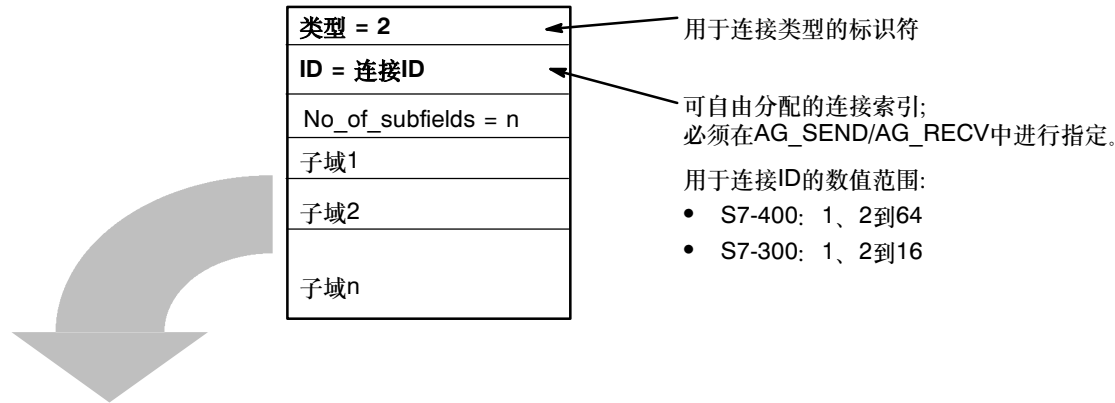 类型 = 2
用于连接类型的标识符
ID = 连接ID
可自由分配的连接索引;
必须在AG_SEND/AG_RECV中进行指定。
No_of_subfields = n
子域1
用于连接ID的数值范围:
子域2
• S7-400: 1、2到64
• S7-300: 1、2到16
子域n